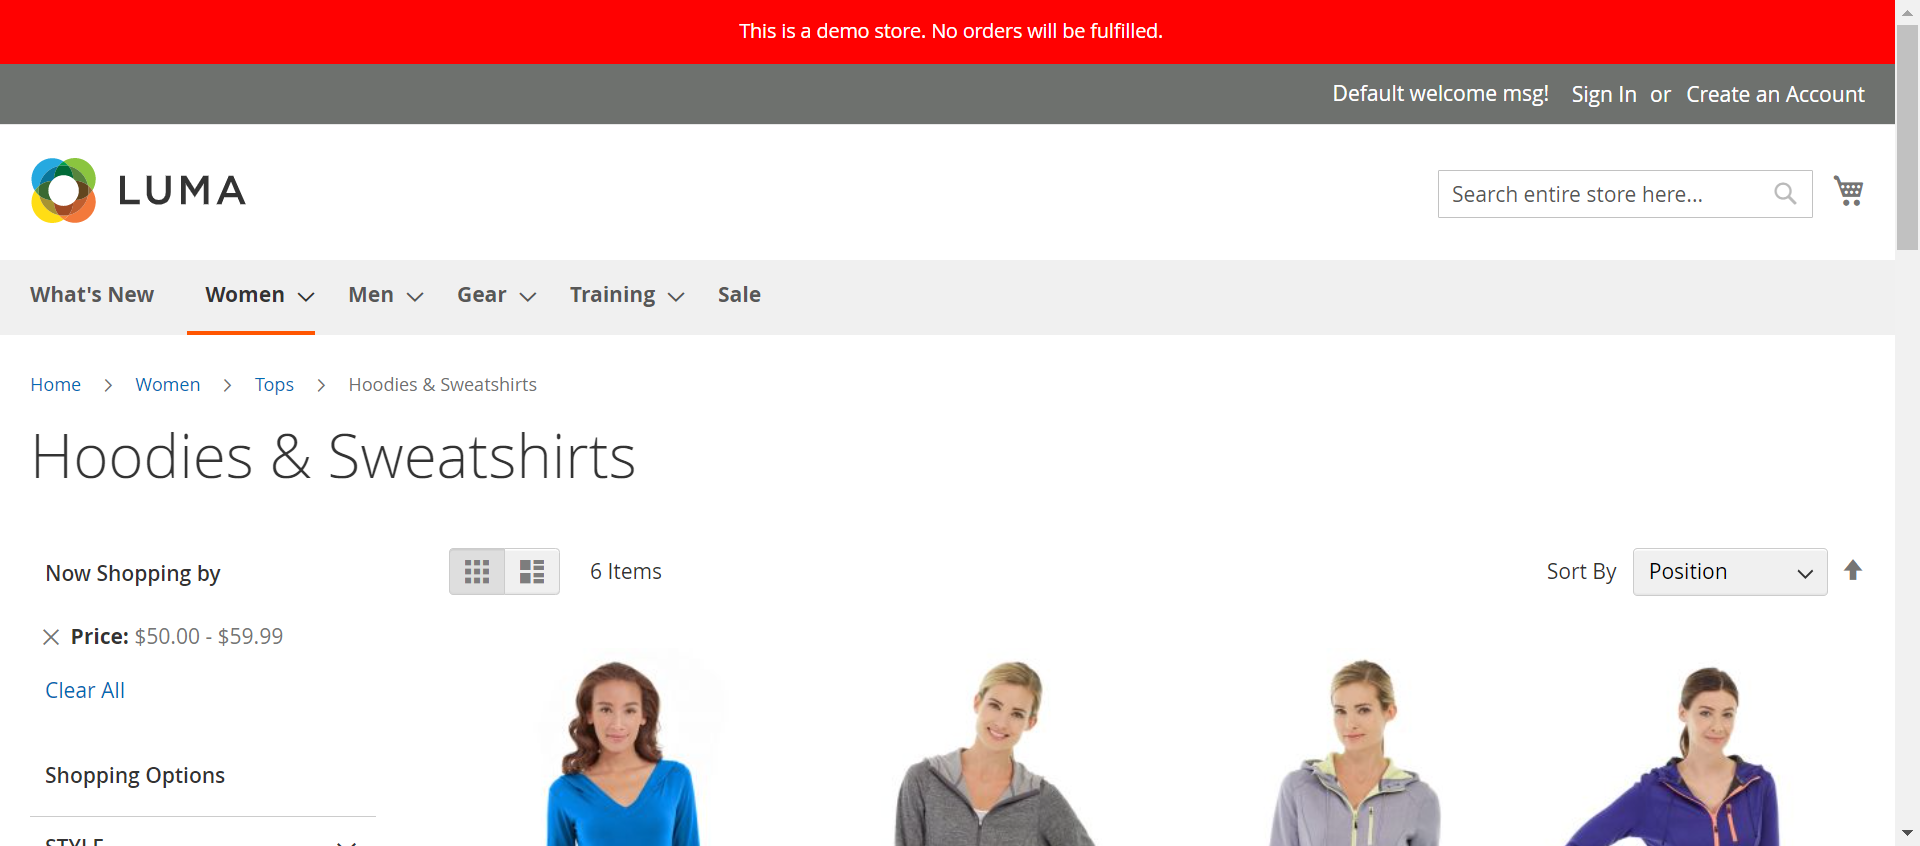 This is a demo store. No orders will be fulfilled.
Default welcome msg! Sign In or Create an Account
LUMA
Search entire store here...
What's New Women Men Gear Training Sale
Home > Women > Tops > Hoodies & Sweatshirts
Hoodies & Sweatshirts
Now Shopping by
6 Items
Sort By Position
Price: $50.00 - $59.99
Clear All
Shopping Options
STYLE